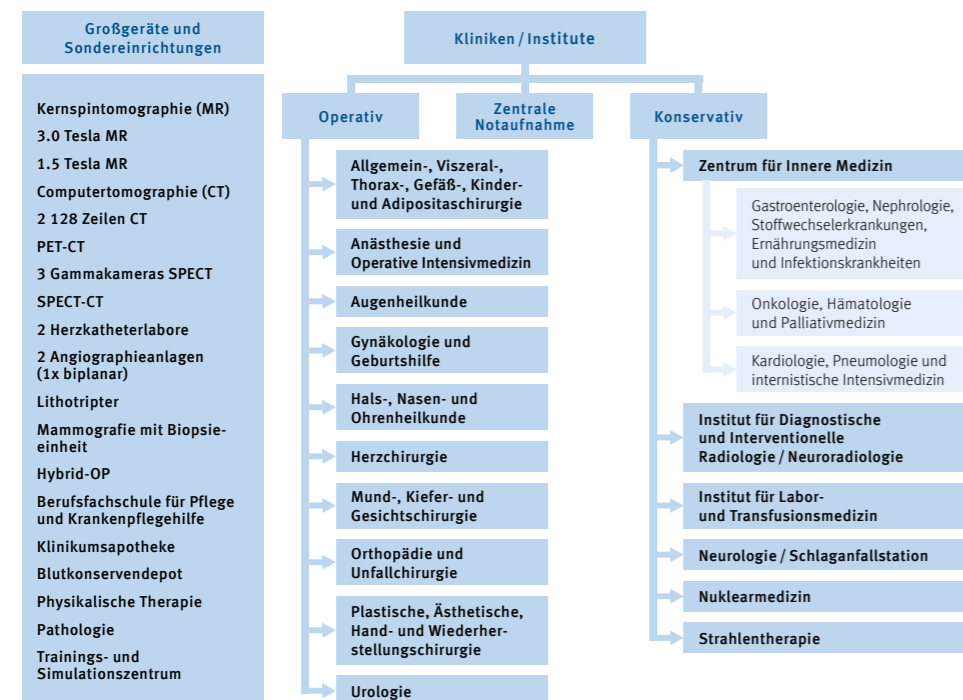 Großgeräte und
Sondereinrichtungen
Kernspintomographie (MR)
3.0 Tesla MR
1.5 Tesla MR
Computertomographie (CT)
2 128 Zeilen CT
PET-CT
3 Gammakameras SPECT
SPECT-CT
2 Herzkatheterlabore
2 Angiographieanlagen
(1x biplanar)
Lithotripter
Mammografie mit Biopsie-
einheit
Hybrid-OP
Berufsfachschule für Pflege
und Krankenpflegehilfe
Klinikumsapotheke
Blutkonservendepot
Physikalische Therapie
Pathologie
Trainings- und
Simulationszentrum
Kliniken / Institute
Operativ
Allgemein-, Viszeral-,
Thorax-, Gefäß-, Kinder-
und Adipositaschirurgie
Anästhesie und
Operative Intensivmedizin
Augenheilkunde
Gynäkologie und
Geburtshilfe
Hals-, Nasen- und
Ohrenheilkunde
Herzchirurgie
Mund-, Kiefer- und
Gesichtschirurgie
Orthopädie und
Unfallchirurgie
Plastische, Ästhetische,
Hand- und Wiederher-
stellungschirurgie
Urologie
Zentrale
Notaufnahme
Konservativ
Zentrum für Innere Medizin
Gastroenterologie, Nephrologie,
Stoffwechselerkrankungen,
Ernährungsmedizin
und Infektionskrankheiten
Onkologie, Hämatologie
und Palliativmedizin
Kardiologie, Pneumologie und
internistische Intensivmedizin
Institut für Diagnostische
und Interventionelle
Radiologie / Neuroradiologie
Institut für Labor-
und Transfusionsmedizin
Neurologie / Schlaganfallstation
Nuklearmedizin
Strahlentherapie